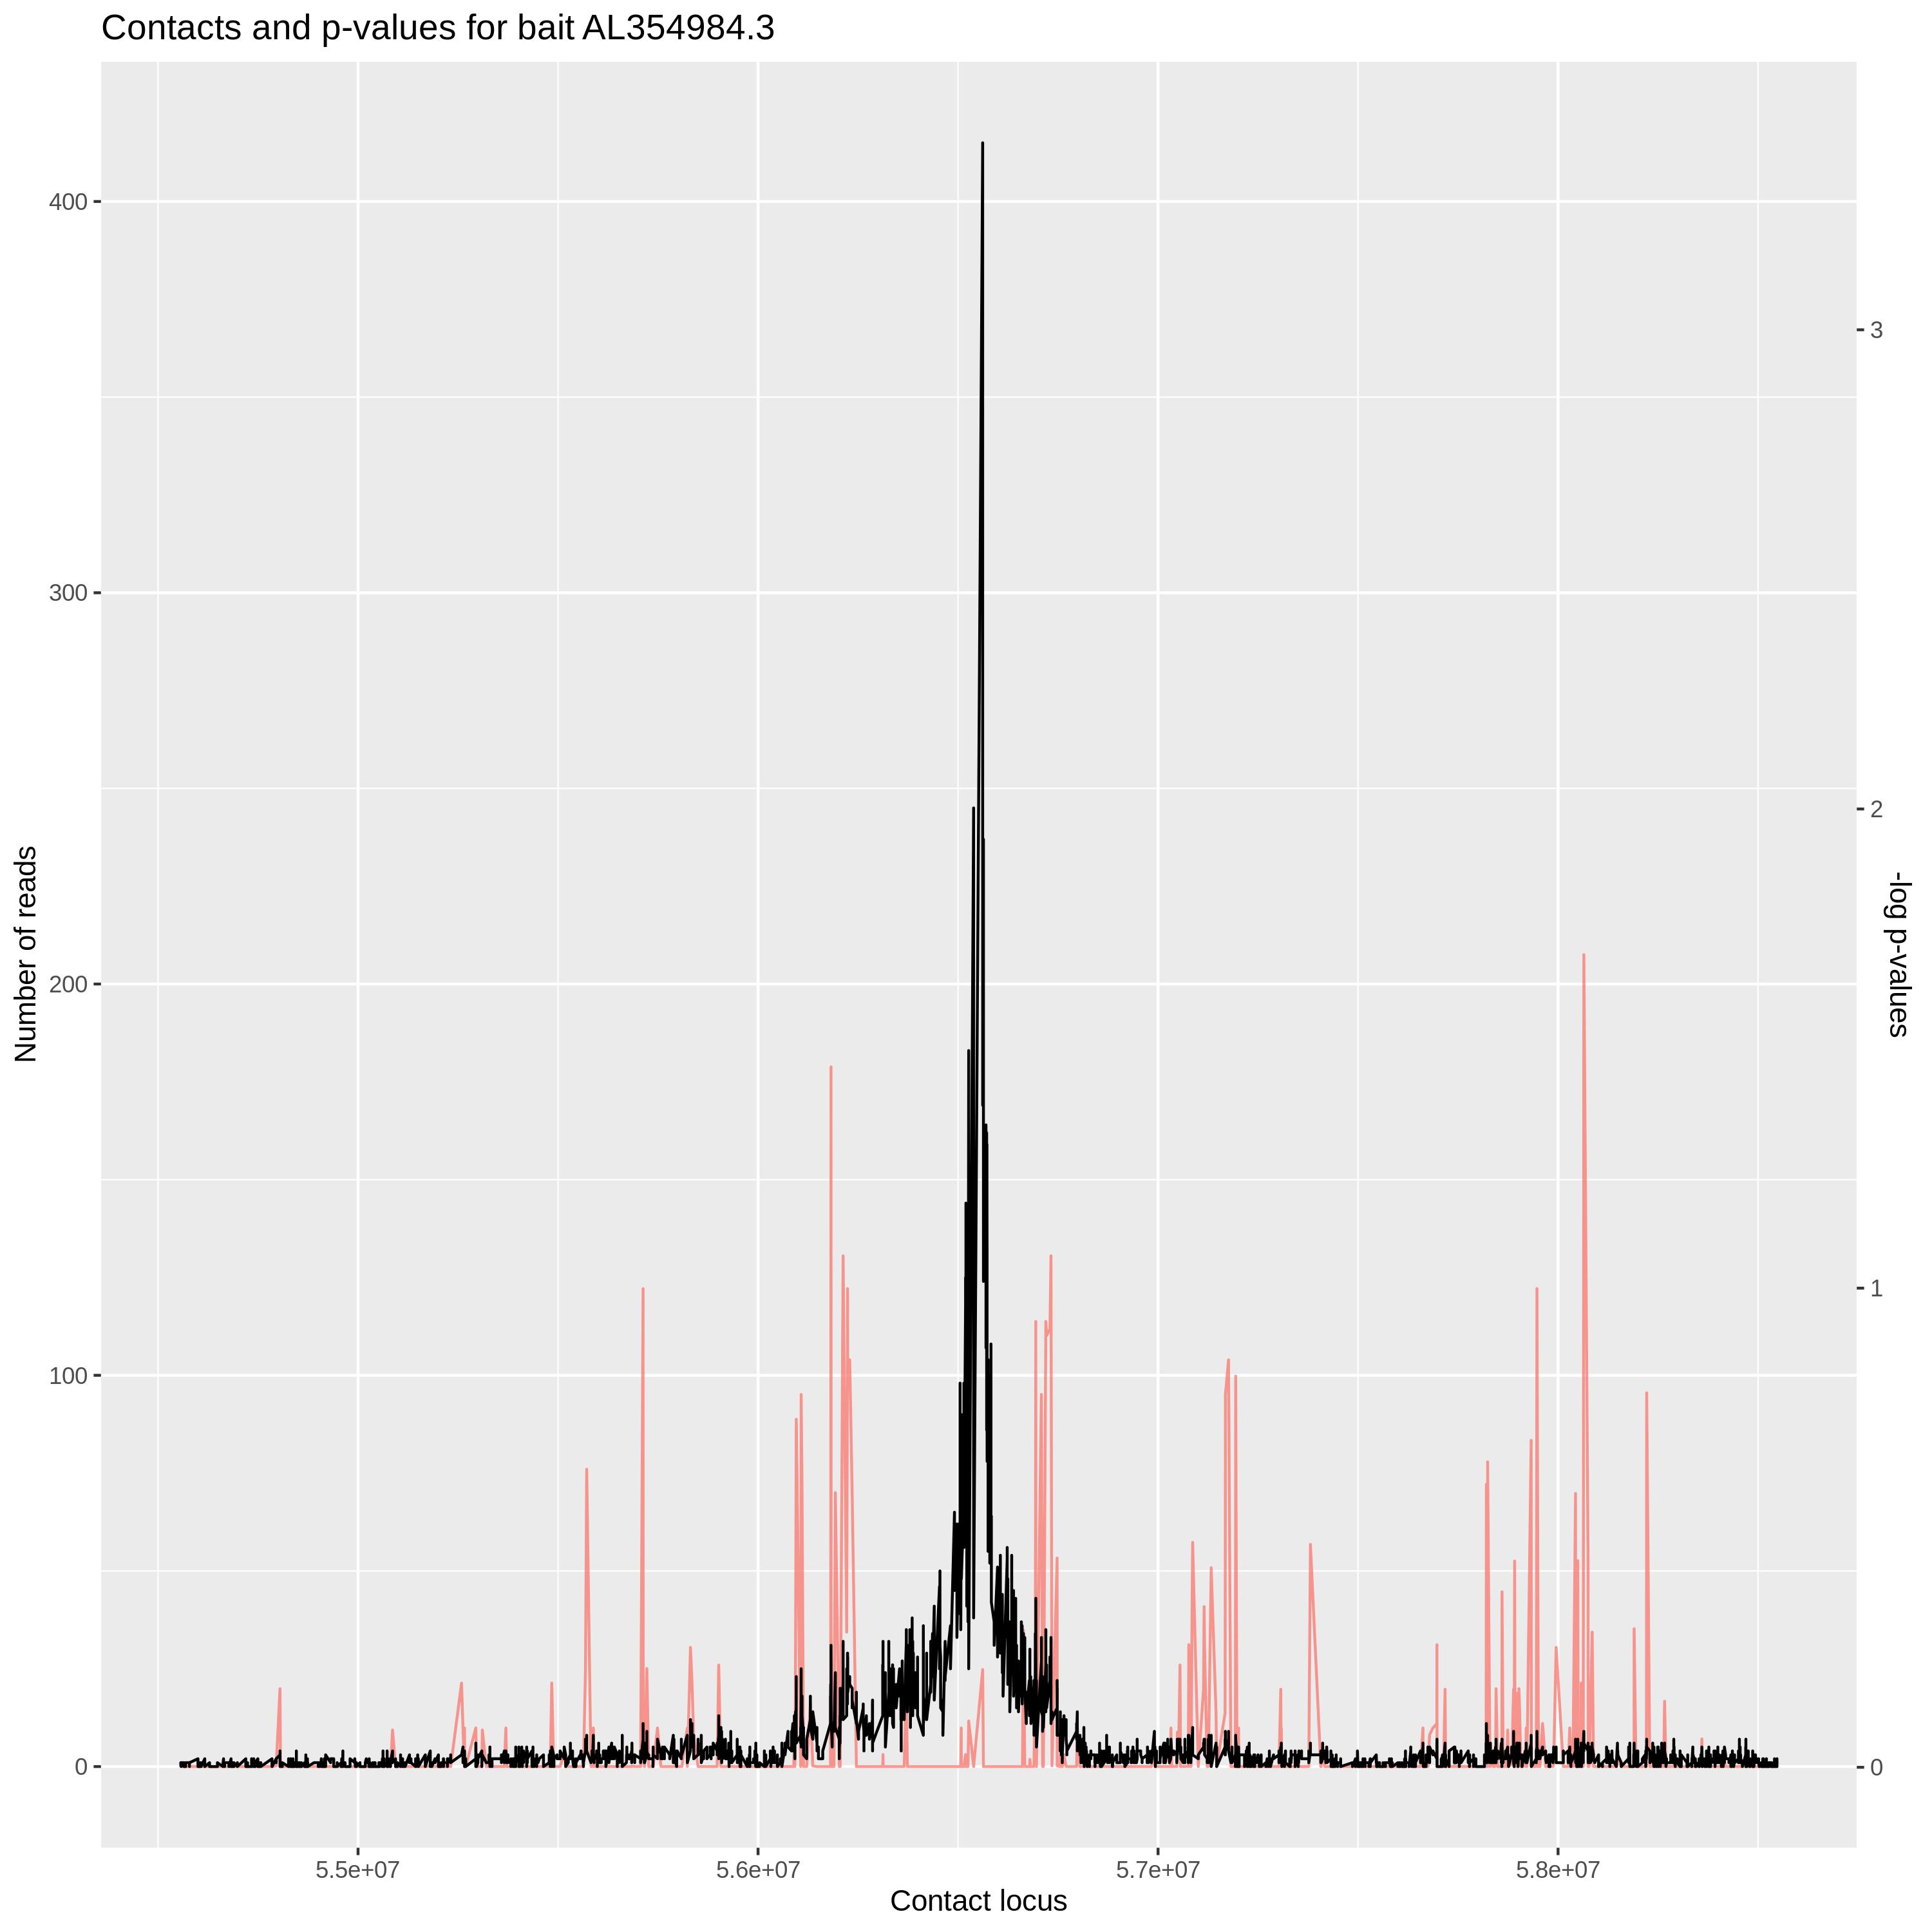 Contacts and p-values for bait AL354984.3
400
300
200
100
0
Number of reads
3
2
1
0
-log p-values
5.5e+07
5.6e+07
5.7e+07
5.8e+07
Contact locus